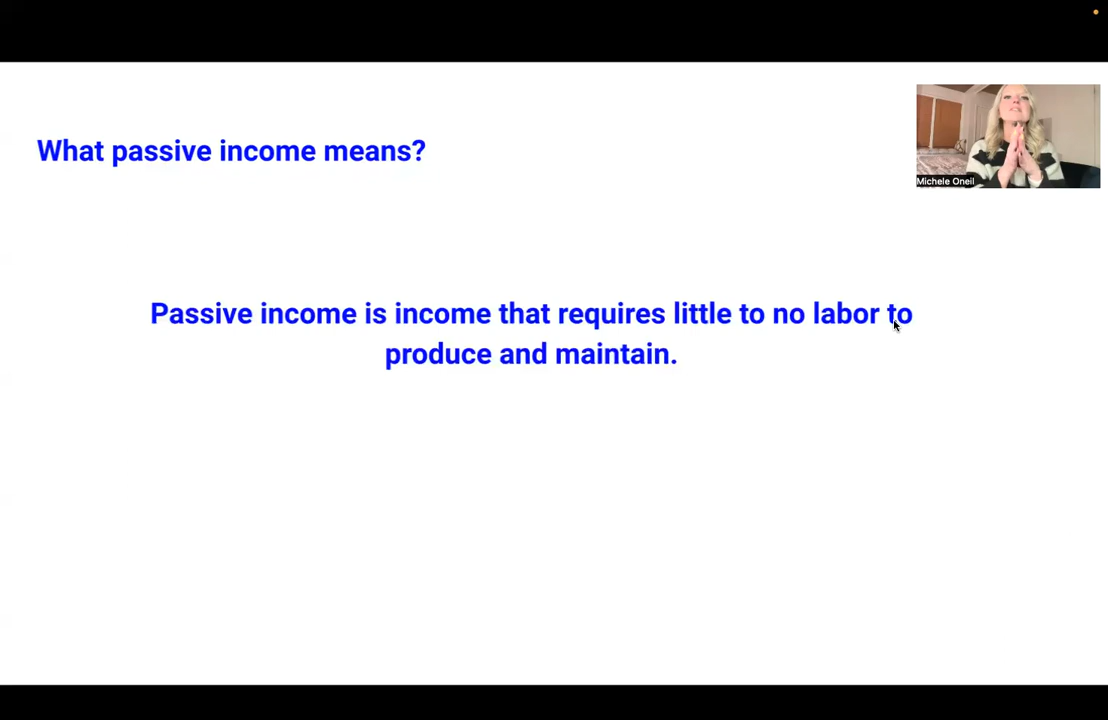 What passive income means?
Michele Oneil
Passive income is income that requires little to no labor to
produce and maintain.